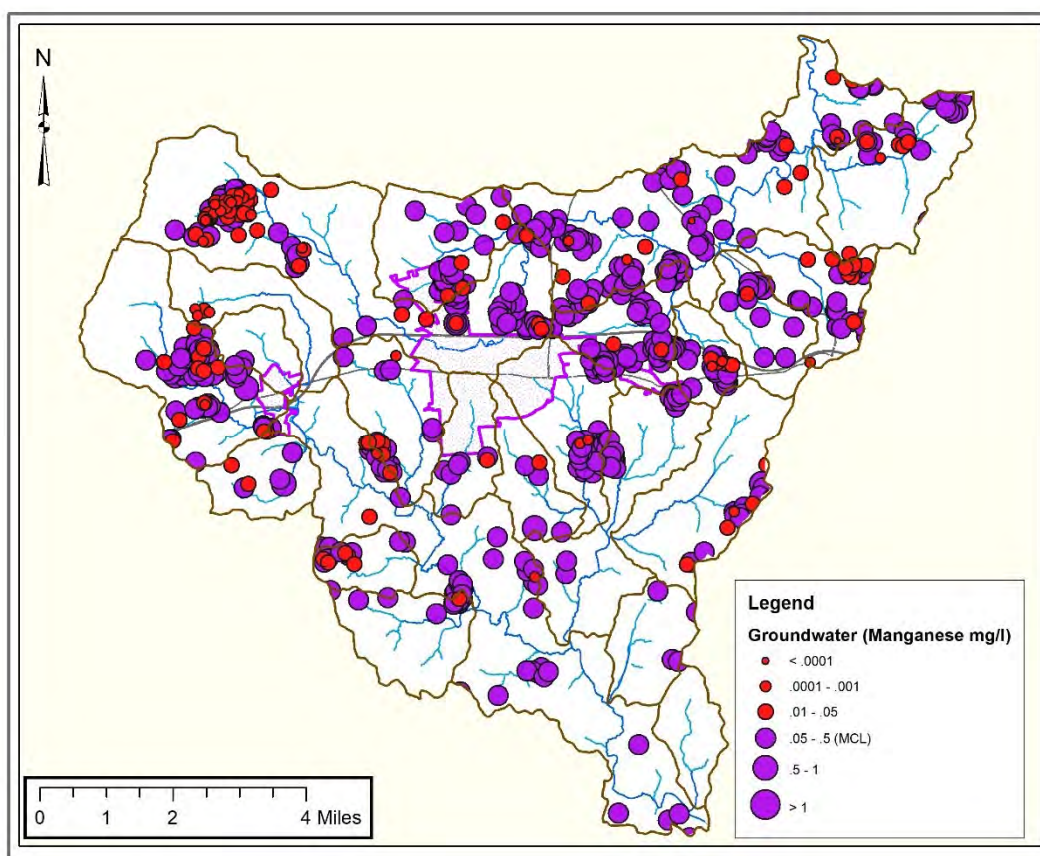 N
Legend
Groundwater (Manganese mg/l)
< .0001
.0001 - .001
.01 - .05
.05 - .5 (MCL)
.5 - 1
> 1
0 1 2 4 Miles